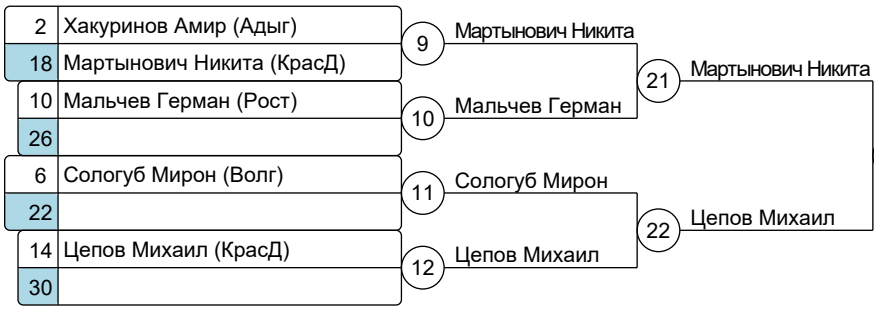 2 Хакуринов Амир (Адыг)
18 Мартынович Никита (КрасД)
9 Мартынович Никита
10 Мальчев Герман (Рост)
26
10 Мальчев Герман
21 Мартынович Никита
6 Сологуб Мирон (Волг)
22
11 Сологуб Мирон
14 Цепов Михаил (КрасД)
30
12 Цепов Михаил
22 Цепов Михаил